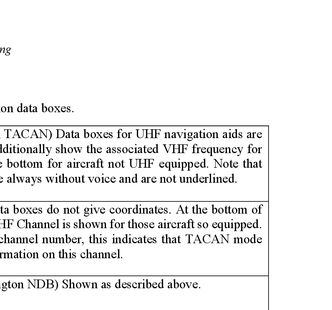 ng
on data boxes.
TACAN) Data boxes for UHF navigation aids are
dditionally show the associated VHF frequency for
e bottom for aircraft not UHF equipped. Note that
e always without voice and are not underlined.
ta boxes do not give coordinates. At the bottom of
HF Channel is shown for those aircraft so equipped.
channel number, this indicates that TACAN mode
rmation on this channel.
gton NDB) Shown as described above.